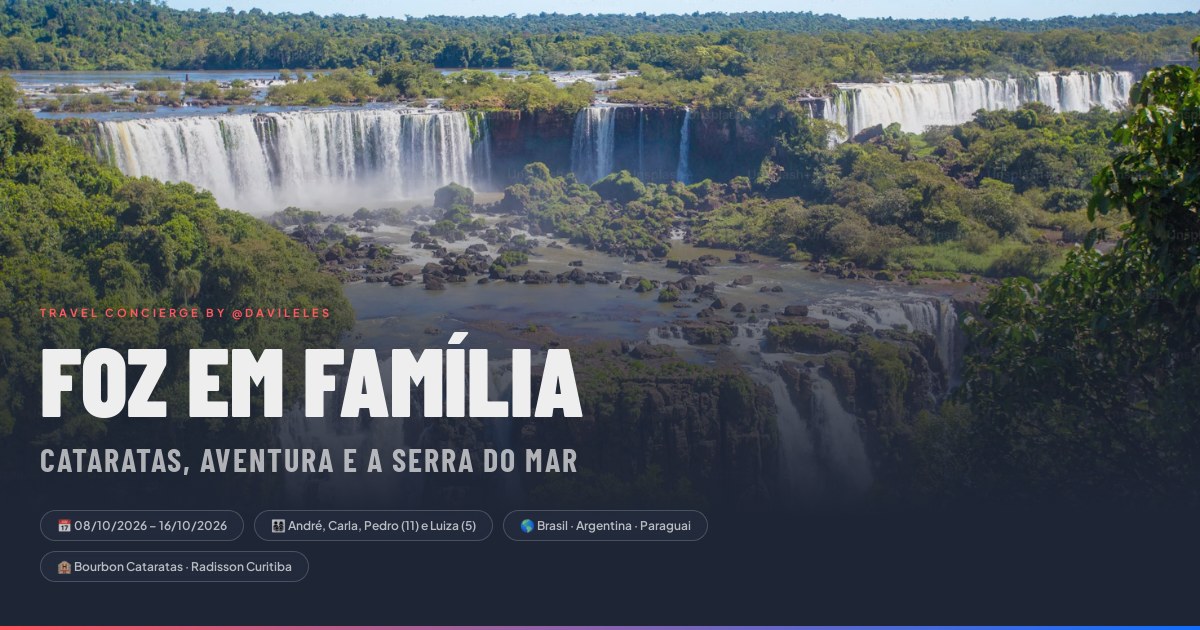 TRAVEL CONCIERGE BY @DAVILELES
FOZ EM FAMÍLIA
CATARATAS, AVENTURA E A SERRA DO MAR
📅 08/10/2026 – 16/10/2026
👨‍👩‍👧‍👦 André, Carla, Pedro (11) e Luiza (5)
🌎 Brasil · Argentina · Paraguai
🏨 Bourbon Cataratas · Radisson Curitiba